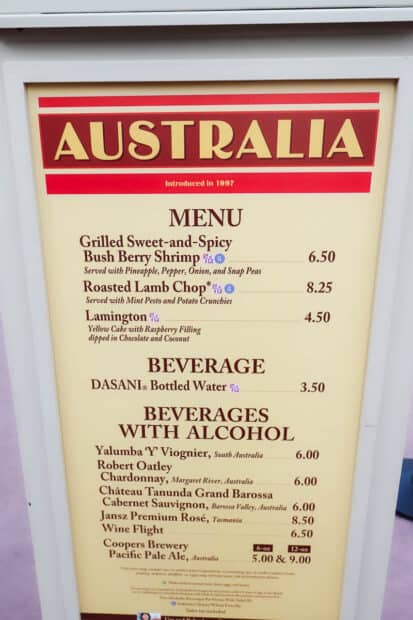 AUSTRALIA
Introduced in 1997
MENU
Grilled Sweet-and-Spicy
Bush Berry Shrimp 6.50
Served with Pineapple, Pepper, Onion, and Snap Peas
Roasted Lamb Chop* 8.25
Served with Mint Pesto and Potato Crunchies
Lamington 4.50
Yellow Cake with Raspberry Filling
dipped in Chocolate and Coconut
BEVERAGE
DASANI® Bottled Water 3.50
BEVERAGES
WITH ALCOHOL
Yalumba 'Y' Viognier, South Australia 6.00
Robert Oatley
Chardonnay, Margaret River, Australia 6.00
Château Tanunda Grand Barossa
Cabernet Sauvignon, Barossa Valley, Australia 6.00
Jansz Premium Rosé, Tasmania 8.50
Wine Flight 6.50
Coopers Brewery 6-oz 12-oz
Pacific Pale Ale, Australia 5.00 & 9.00